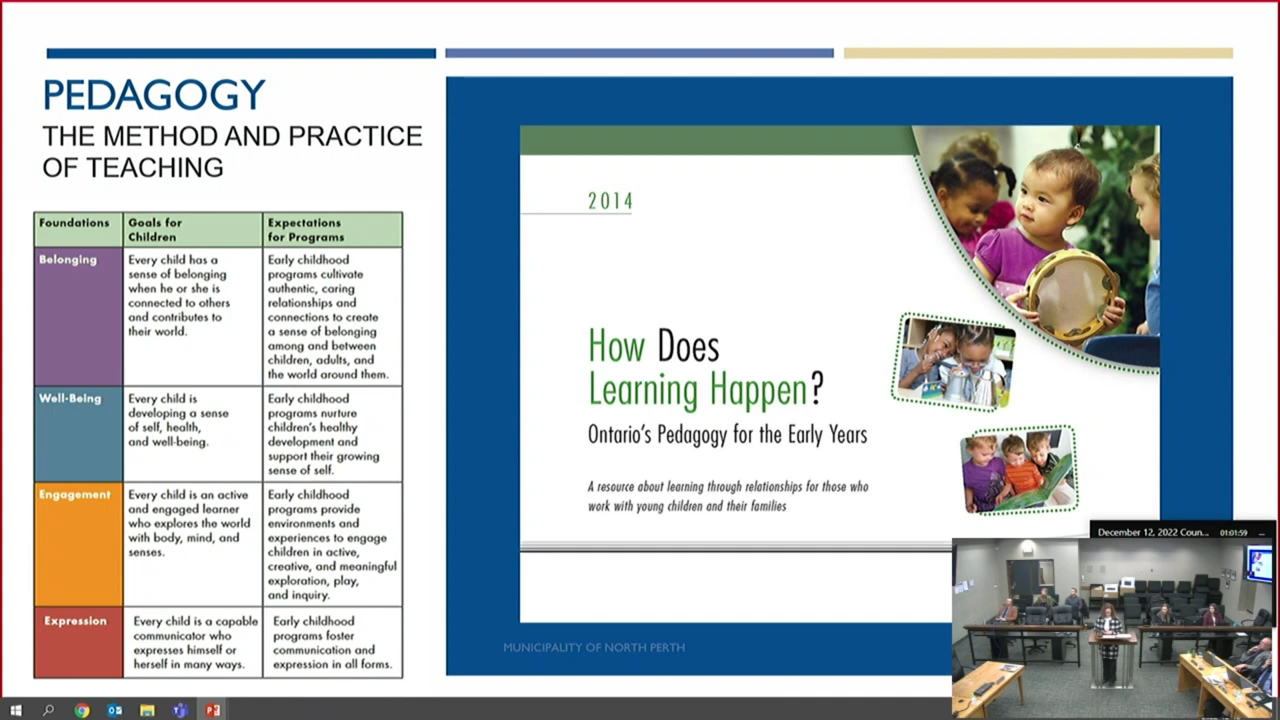 PEDAGOGY
THE METHOD AND PRACTICE
OF TEACHING
Foundations
Goals for
Children
Expectations
for Programs
Belonging
Every child has a
sense of belonging
when he or she is
connected to others
and contributes to
their world.
Early childhood
programs cultivate
authentic, caring
relationships and
connections to create
a sense of belonging
among and between
children, adults, and
the world around them.
Well-Being
Every child is
developing a sense
of self, health,
and well-being.
Early childhood
programs nurture
children's healthy
development and
support their growing
sense of self.
Engagement
Every child is an active
and engaged learner
who explores the world
with body, mind, and
senses.
Early childhood
programs provide
environments and
experiences to engage
children in active,
creative, and meaningful
exploration, play,
and inquiry.
Expression
Every child is a capable
communicator who
expresses himself or
herself in many ways.
Early childhood
programs foster
communication and
expression in all forms.
2014
How Does
Learning Happen?
Ontario's Pedagogy for the Early Years
A resource about learning through relationships for those who
work with young children and their families
MUNICIPALITY OF NORTH PERTH
December 12, 2022 Coun... 01:01:59